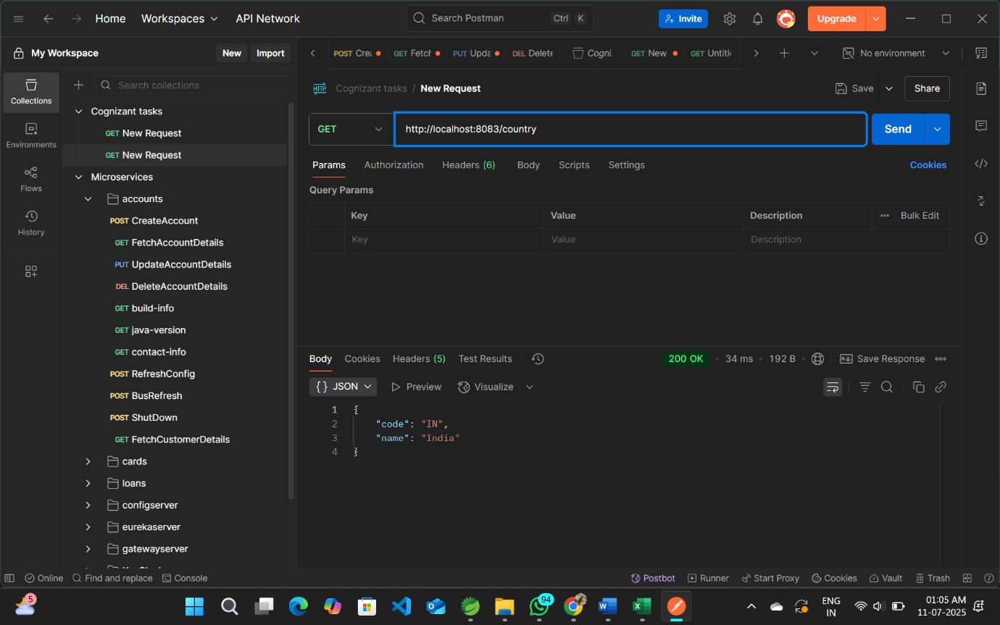 Home Workspaces API Network Search Postman Ctrl K Invite Upgrade
My Workspace New Import POST Crea GET Fetch PUT Upda DEL Delete Cogni. GET New GET Untitl No environment
Collections
Environments
Flows
History
Search collections
Cognizant tasks
GET New Request
GET New Request
Microservices
accounts
POST CreateAccount
GET FetchAccountDetails
PUT UpdateAccountDetails
DEL DeleteAccountDetails
GET build-info
GET java-version
GET contact-info
POST RefreshConfig
POST BusRefresh
POST ShutDown
GET FetchCustomerDetails
cards
loans
configserver
eurekaserver
gatewayserver
HTTP Cognizant tasks / New Request Save Share
GET http://localhost:8083/country Send
Params Authorization Headers (6) Body Scripts Settings Cookies
Query Params
Key Value Description Bulk Edit
Key Value Description
Body Cookies Headers (5) Test Results 200 OK 34 ms 192 B e.g. Save Response
{} JSON Preview Visualize
1 {
2 "code": "IN",
3 "name": "India"
4 }
Online Find and replace Console Postbot Runner Start Proxy Cookies Vault Trash
5 94 ENG 01:05 AM
IN 11-07-2025